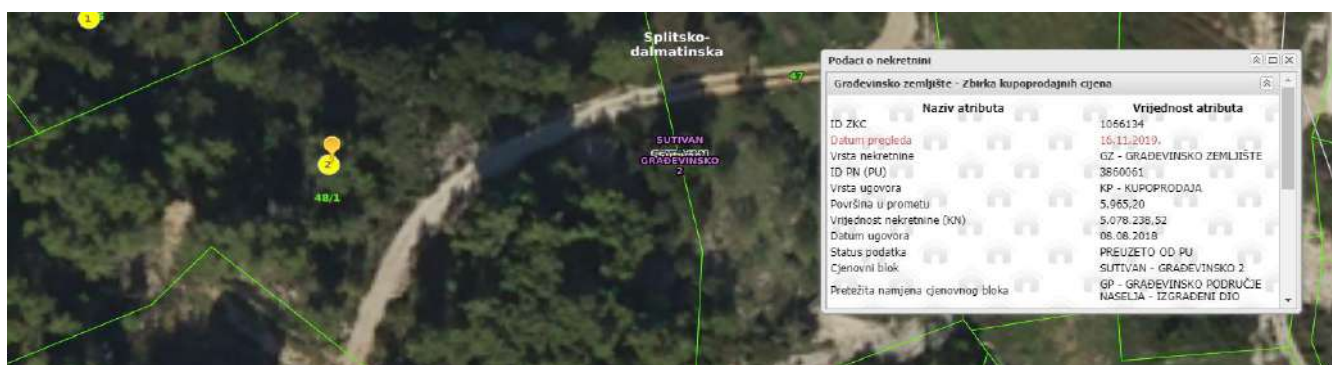 1
Splitsko-
dalmatinska
47
SUTIVAN
GRAĐEVINSKO
2
2
48/1
Podaci o nekretnini
Građevinsko zemljište - Zbirka kupoprodajnih cijena
Naziv atributa Vrijednost atributa
ID ZKC 1066134
Datum pregleda 16.11.2019.
Vrsta nekretnine GZ - GRAĐEVINSKO ZEMLJIŠTE
ID PN (PU) 3860061
Vrsta ugovora KP - KUPOPRODAJA
Površina u prometu 5.965,20
Vrijednost nekretnine (KN) 5.078.238,52
Datum ugovora 08.08.2018
Status podatka PREUZETO OD PU
Cjenovni blok SUTIVAN - GRAĐEVINSKO 2
Pretežita namjena cjenovnog bloka GP - GRAĐEVINSKO PODRUČJE
NASELJA - IZGRAĐENI DIO